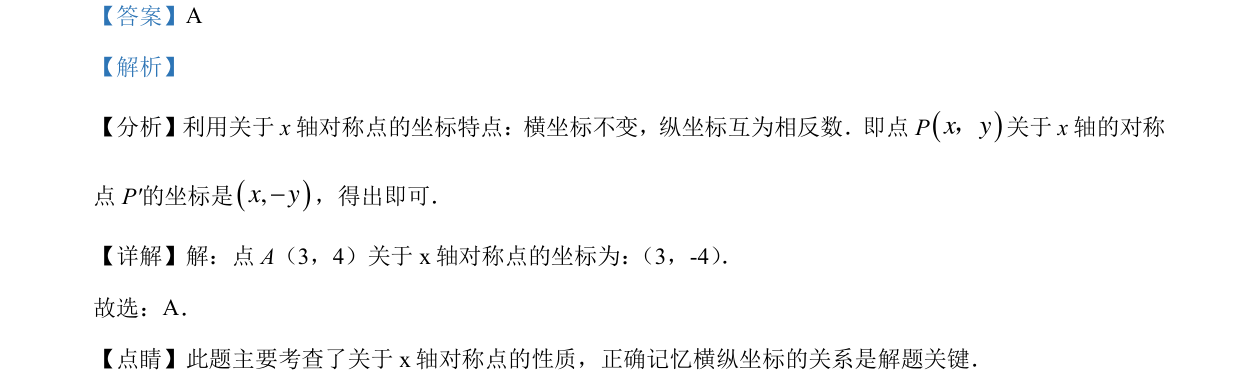 【答案】A
【解析】
【分析】利用关于 x 轴对称点的坐标特点：横坐标不变，纵坐标互为相反数．即点 P(x，y)关于 x 轴的对称
点 P′的坐标是(x,−y)，得出即可．
【详解】解：点 A（3，4）关于 x 轴对称点的坐标为：（3，-4）．
故选：A．
【点睛】此题主要考查了关于 x 轴对称点的性质，正确记忆横纵坐标的关系是解题关键．